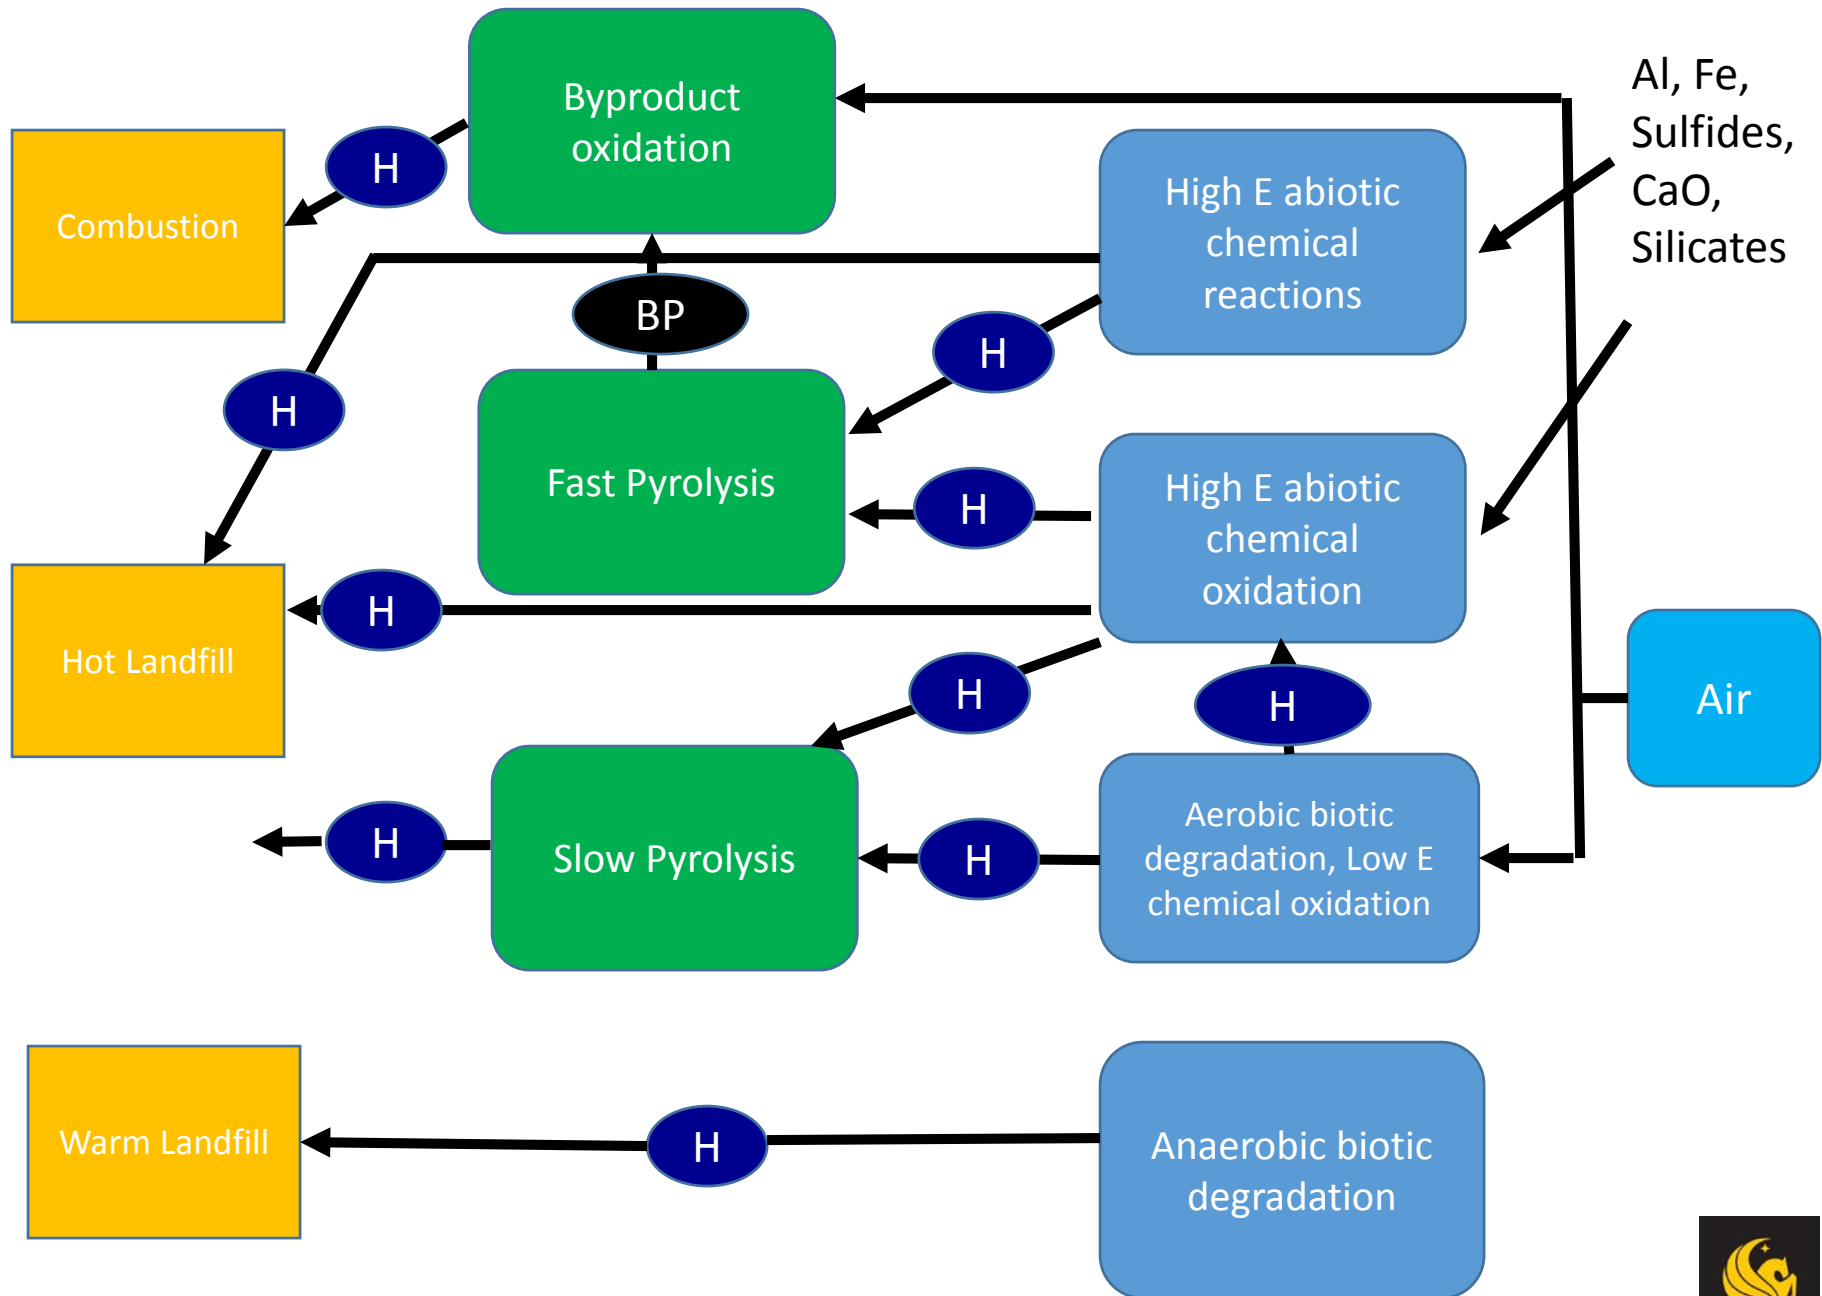 Byproduct
oxidation
Al, Fe,
Sulfides,
CaO,
Silicates
H
Combustion
High E abiotic
chemical
reactions
BP
H
H
Fast Pyrolysis
High E abiotic
chemical
oxidation
H
H
Hot Landfill
H
H
Air
H
Slow Pyrolysis
H
Aerobic biotic
degradation, Low E
chemical oxidation
Warm Landfill
H
Anaerobic biotic
degradation